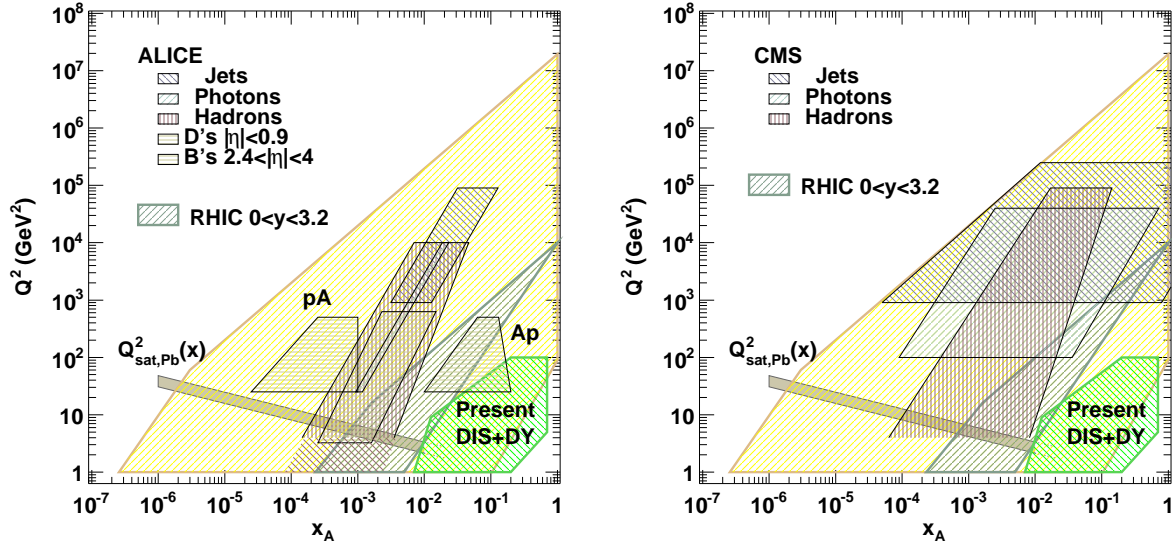 10^8
10^7
10^6
10^5
10^4
10^3
10^2
10
1
Q^2 (GeV^2)
ALICE
Jets
Photons
Hadrons
D's |η|<0.9
B's 2.4<|η|<4
RHIC 0<y<3.2
pA
Ap
Q^2_sat,Pb(x)
Present
DIS+DY
10^-7 10^-6 10^-5 10^-4 10^-3 10^-2 10^-1 1
x_A
10^8
10^7
10^6
10^5
10^4
10^3
10^2
10
1
Q^2 (GeV^2)
CMS
Jets
Photons
Hadrons
RHIC 0<y<3.2
Q^2_sat,Pb(x)
Present
DIS+DY
10^-7 10^-6 10^-5 10^-4 10^-3 10^-2 10^-1 1
x_A